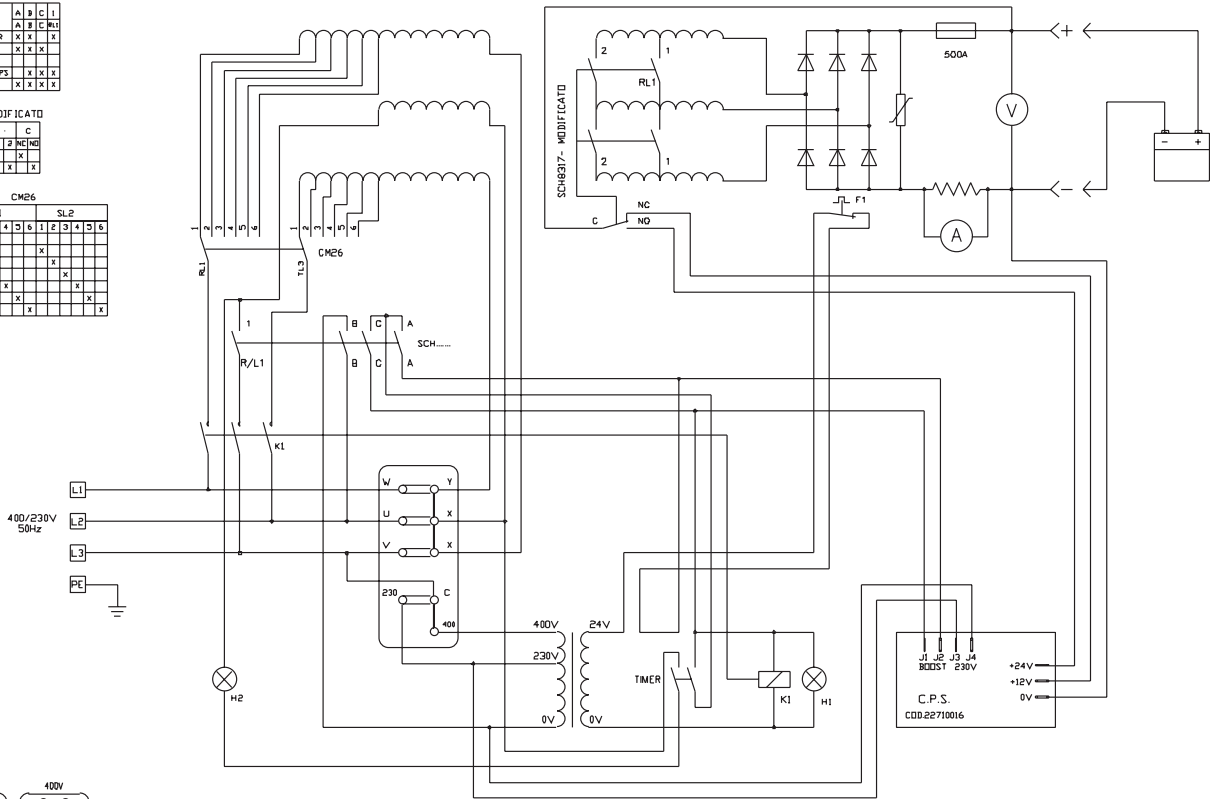 A B C 1
A B C RL1
X X X
X X X
PS X X X
X X X X
DIFICATO
C
2 NC NO
X
X X
CM26
SL2
4 5 6 1 2 3 4 5 6
X
X
X
X X
X X
X X
1 2 3 4 5 6
RL1
1 2 3 4 5 6
TL3
CM26
1
R/L1
B C A
SCH......
B C A
K1
L1
400/230V
50Hz
L2
L3
PE
W Y
U X
V X
230 C
400
H2
400V
230V
0V
24V
0V
TIMER
K1
H1
SCH8317- MODIFICATO
2 1
RL1
2 1
C
NC
NO
F1
500A
V
A
+
-
- +
J1 J2 J3 J4
BOOST 230V
C.P.S.
COD.22710016
+24V
+12V
0V
400V